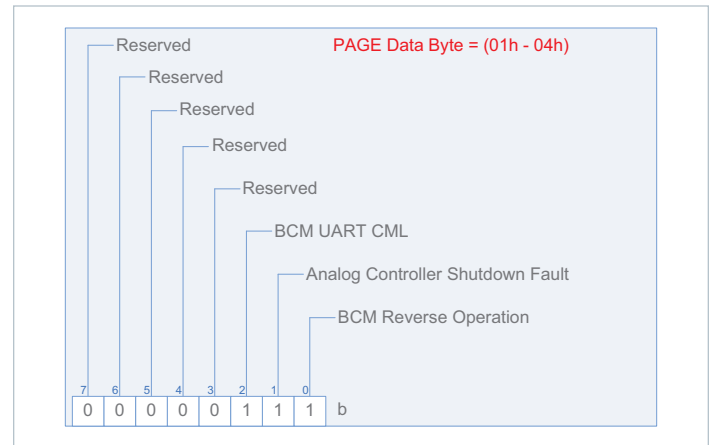 Reserved PAGE Data Byte = (01h - 04h)
Reserved
Reserved
Reserved
Reserved
BCM UART CML
Analog Controller Shutdown Fault
BCM Reverse Operation
7 6 5 4 3 2 1 0
0 0 0 0 0 1 1 1 b